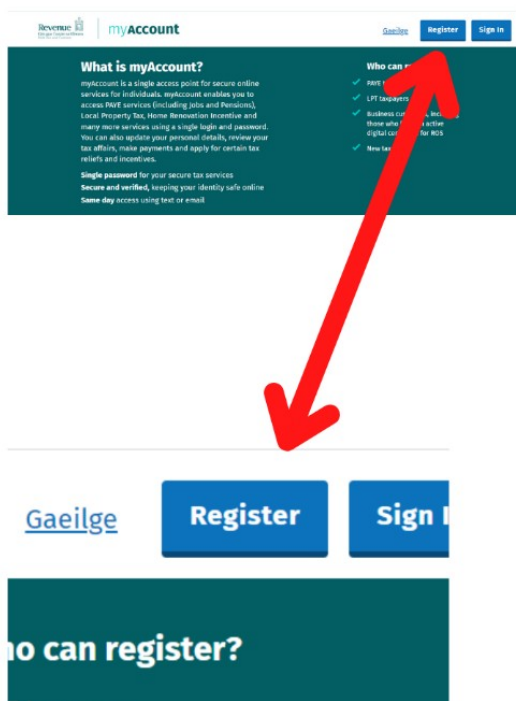 Revenue
myAccount
Gaeilge
Register
Sign In
What is myAccount?
myAccount is a single access point for secure online
services for individuals. myAccount enables you to
access PAYE services (including Jobs and Pensions),
Local Property Tax, Home Renovation Incentive and
many more services using a single login and password.
You can also update your personal details, review your
tax affairs, make payments and apply for certain tax
reliefs and incentives.
Single password for your secure tax services
Secure and verified, keeping your identity safe online
Same day access using text or email
Who can
PAYE
LPT taxpayers
Business
those who
digital for ROS
New
Gaeilge
Register
Sign
can register?